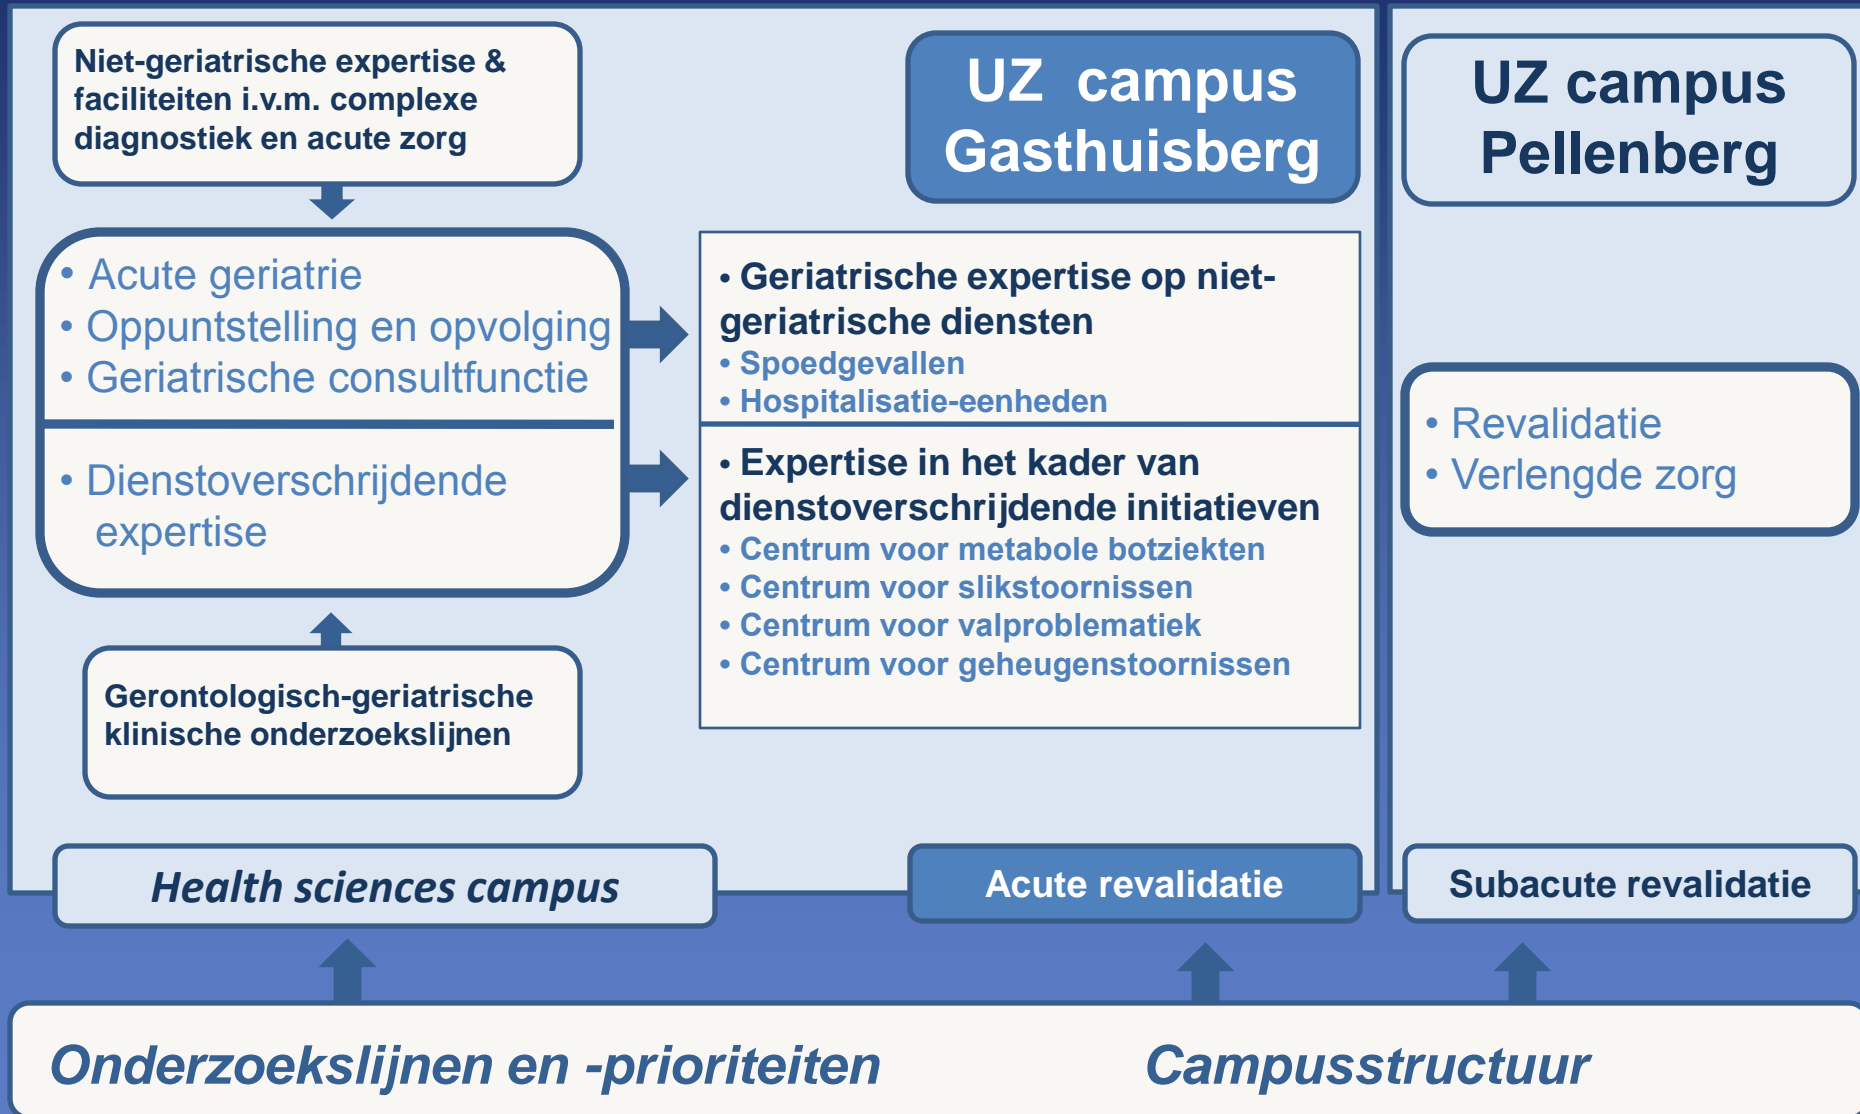 Niet-geriatrische expertise &
faciliteiten i.v.m. complexe
diagnostiek en acute zorg
UZ campus
Gasthuisberg
UZ campus
Pellenberg
• Acute geriatrie
• Oppuntstelling en opvolging
• Geriatrische consultfunctie
• Dienstoverschrijdende
expertise
• Geriatrische expertise op niet-
geriatrische diensten
• Spoedgevallen
• Hospitalisatie-eenheden
• Expertise in het kader van
dienstoverschrijdende initiatieven
• Centrum voor metabole botziekten
• Centrum voor slikstoornissen
• Centrum voor valproblematiek
• Centrum voor geheugenstoornissen
• Revalidatie
• Verlengde zorg
Gerontologisch-geriatrische
klinische onderzoekslijnen
Health sciences campus
Acute revalidatie
Subacute revalidatie
Onderzoekslijnen en -prioriteiten
Campusstructuur